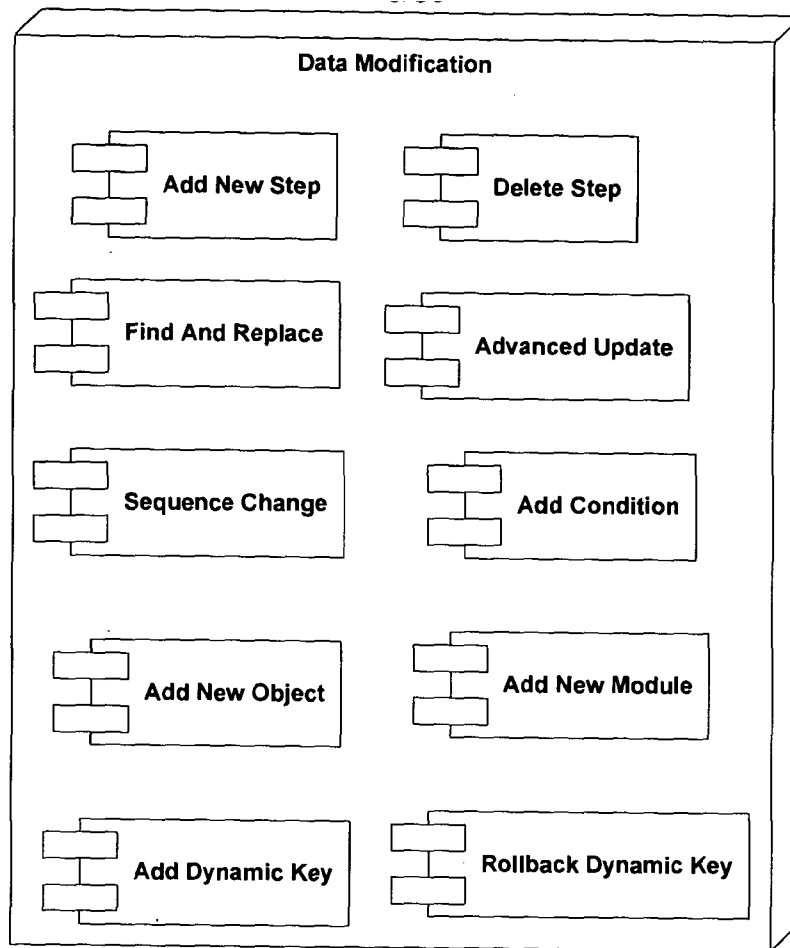 Data Modification
Add New Step
Delete Step
Find And Replace
Advanced Update
Sequence Change
Add Condition
Add New Object
Add New Module
Add Dynamic Key
Rollback Dynamic Key